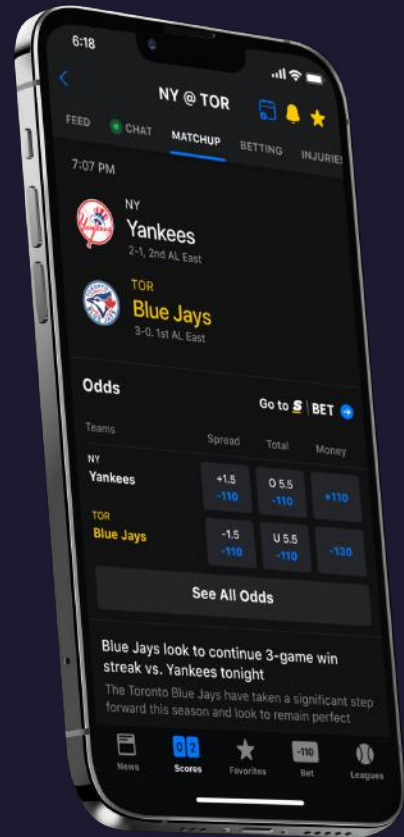 6:18
NY @ TOR
FEED CHAT MATCHUP BETTING INJURIES
7:07 PM
NY
Yankees
2-1, 2nd AL East
TOR
Blue Jays
3-0. 1st AL East
Odds
Go to S | BET
Teams Spread Total Money
NY
Yankees
+1.5 O 5.5
-110 -110 +110
TOR
Blue Jays
-1.5 U 5.5
-110 -110 -130
See All Odds
Blue Jays look to continue 3-game win
streak vs. Yankees tonight
The Toronto Blue Jays have taken a significant step
forward this season and look to remain perfect
0 2 -110
News Scores Favorites Bet Leagues